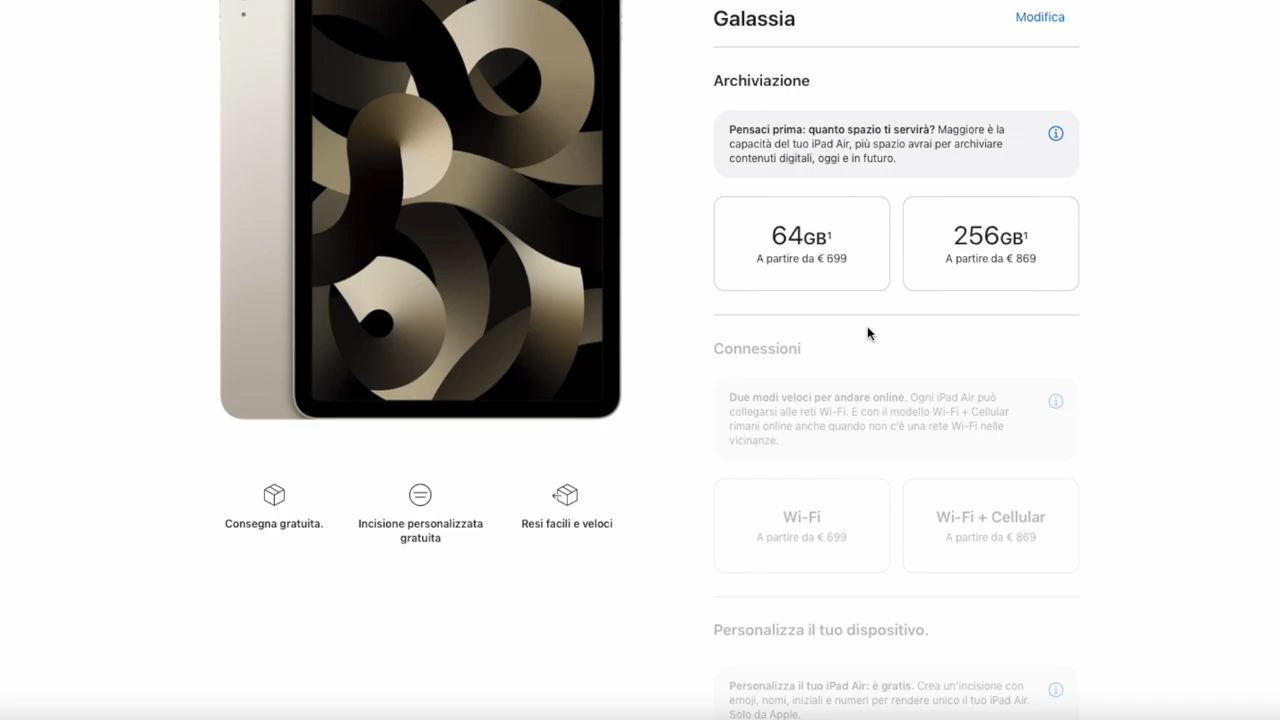 Galassia
Modifica
Archiviazione
Pensaci prima: quanto spazio ti servirà? Maggiore è la
capacità del tuo iPad Air, più spazio avrai per archiviare
contenuti digitali, oggi e in futuro.
64GB¹
A partire da € 699
256GB¹
A partire da € 869
Connessioni
Due modi veloci per andare online. Ogni iPad Air può
collegarsi alle reti Wi-Fi. E con il modello Wi-Fi + Cellular
rimani online anche quando non c'è una rete Wi-Fi nelle
vicinanze.
Wi-Fi
A partire da € 699
Wi-Fi + Cellular
A partire da € 869
Consegna gratuita.
Incisione personalizzata
gratuita
Resi facili e veloci
Personalizza il tuo dispositivo.
Personalizza il tuo iPad Air: è gratis. Crea un'incisione con
emoji, nomi, iniziali e numeri per rendere unico il tuo iPad Air.
Solo da Apple.